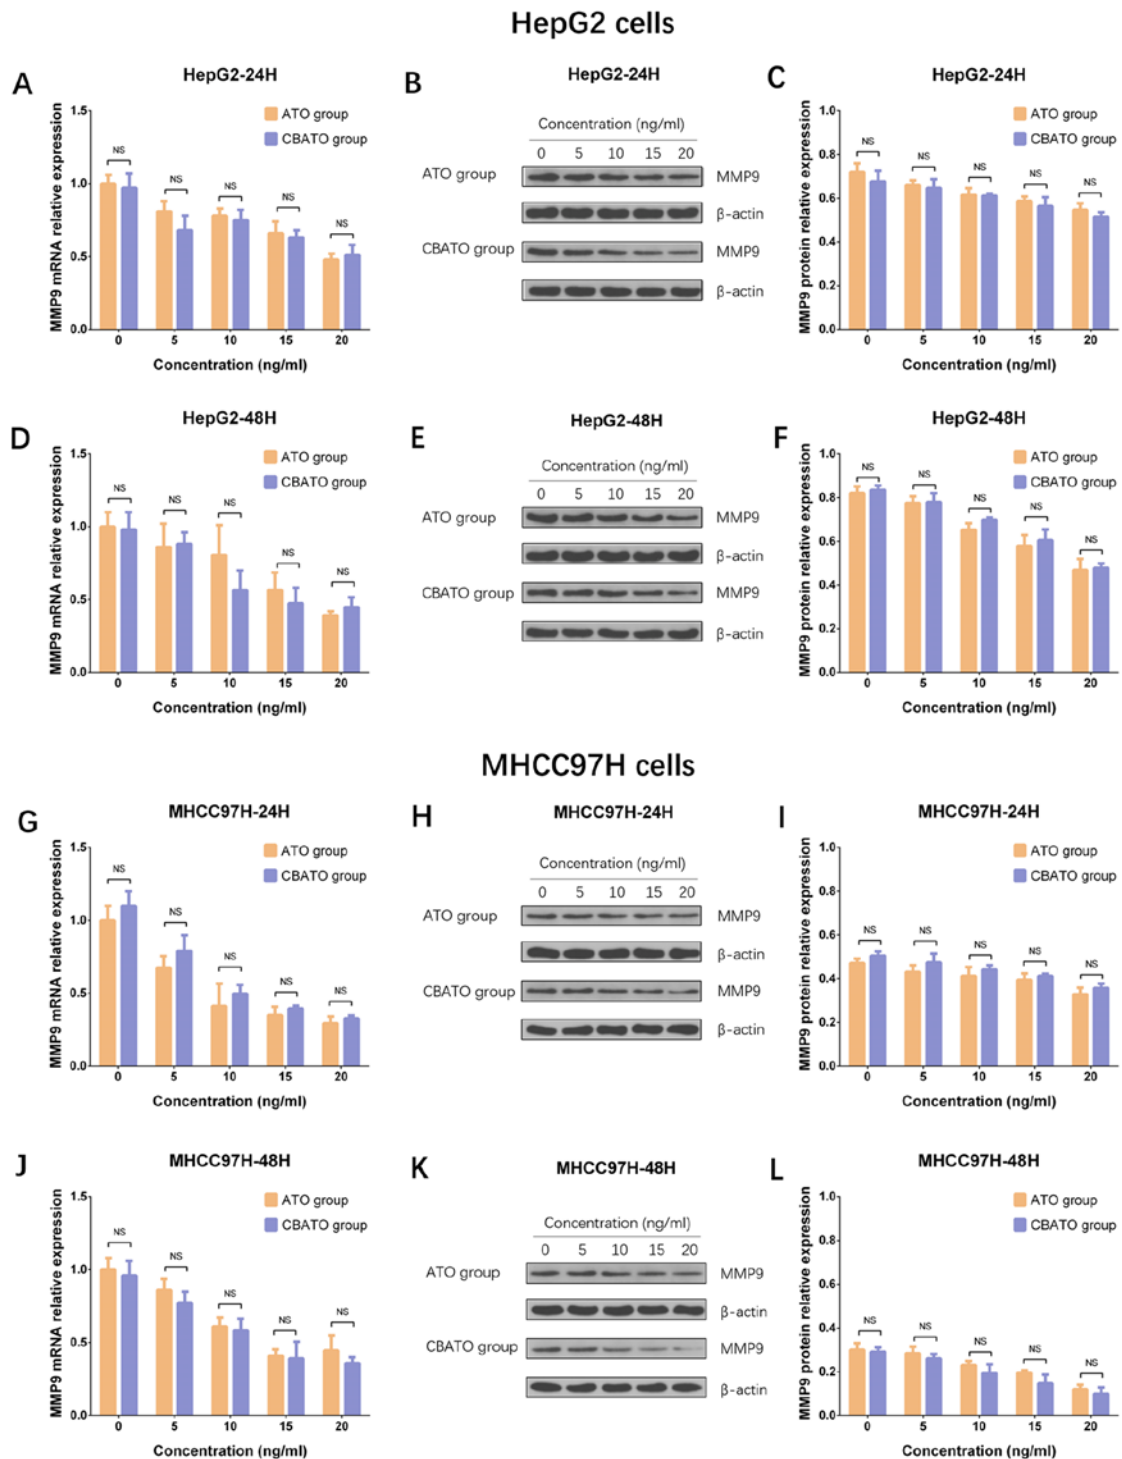 HepG2 cells
A
HepG2-24H
MMP9 mRNA relative expression
1.5
1.0
0.5
0.0
ATO group
CBATO group
NS
NS
NS
NS
NS
0 5 10 15 20
Concentration (ng/ml)
B
HepG2-24H
Concentration (ng/ml)
0 5 10 15 20
ATO group MMP9
β-actin
CBATO group MMP9
β-actin
C
HepG2-24H
MMP9 protein relative expression
1.0
0.8
0.6
0.4
0.2
0.0
ATO group
CBATO group
NS
NS
NS
NS
NS
0 5 10 15 20
Concentration (ng/ml)
D
HepG2-48H
MMP9 mRNA relative expression
1.5
1.0
0.5
0.0
ATO group
CBATO group
NS
NS
NS
NS
NS
0 5 10 15 20
Concentration (ng/ml)
E
HepG2-48H
Concentration (ng/ml)
0 5 10 15 20
ATO group MMP9
β-actin
CBATO group MMP9
β-actin
F
HepG2-48H
MMP9 protein relative expression
1.0
0.8
0.6
0.4
0.2
0.0
ATO group
CBATO group
NS
NS
NS
NS
NS
0 5 10 15 20
Concentration (ng/ml)
MHCC97H cells
G
MHCC97H-24H
MMP9 mRNA relative expression
1.5
1.0
0.5
0.0
ATO group
CBATO group
NS
NS
NS
NS
NS
0 5 10 15 20
Concentration (ng/ml)
H
MHCC97H-24H
Concentration (ng/ml)
0 5 10 15 20
ATO group MMP9
β-actin
CBATO group MMP9
β-actin
I
MHCC97H-24H
MMP9 protein relative expression
1.0
0.8
0.6
0.4
0.2
0.0
ATO group
CBATO group
NS
NS
NS
NS
NS
0 5 10 15 20
Concentration (ng/ml)
J
MHCC97H-48H
MMP9 mRNA relative expression
1.5
1.0
0.5
0.0
ATO group
CBATO group
NS
NS
NS
NS
NS
0 5 10 15 20
Concentration (ng/ml)
K
MHCC97H-48H
Concentration (ng/ml)
0 5 10 15 20
ATO group MMP9
β-actin
CBATO group MMP9
β-actin
L
MHCC97H-48H
MMP9 protein relative expression
1.0
0.8
0.6
0.4
0.2
0.0
ATO group
CBATO group
NS
NS
NS
NS
NS
0 5 10 15 20
Concentration (ng/ml)